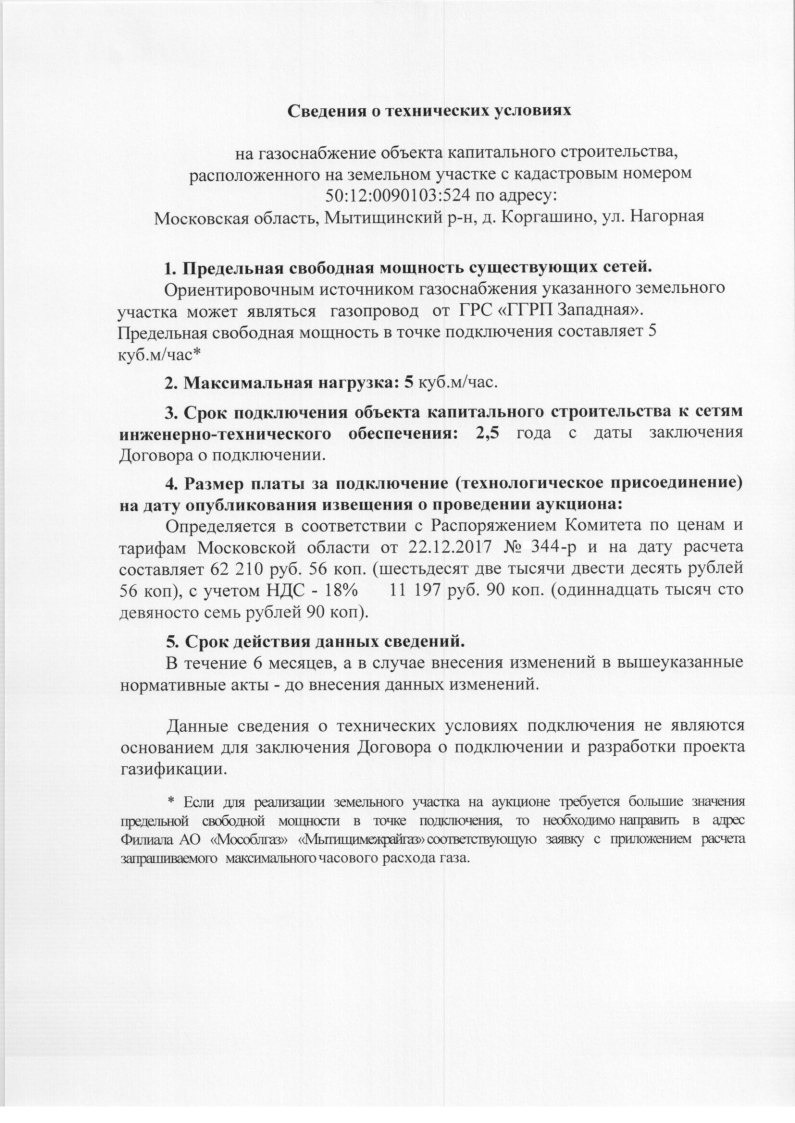 Сведения о технических условиях
на газоснабжение объекта капитального строительства,
расположенного на земельном участке с кадастровым номером
50:12:0090103:524 по адресу:
Московская область, Мытищинский р-н, д. Коргашино, ул. Нагорная
1. Предельная свободная мощность существующих сетей.
Ориентировочным источником газоснабжения указанного земельного
участка может являться газопровод от ГРС «ГГРП Западная».
Предельная свободная мощность в точке подключения составляет 5
куб.м/час*
2. Максимальная нагрузка: 5 куб.м/час.
3. Срок подключения объекта капитального строительства к сетям
инженерно-технического обеспечения: 2,5 года с даты заключения
Договора о подключении.
4. Размер платы за подключение (технологическое присоединение)
на дату опубликования извещения о проведении аукциона:
Определяется в соответствии с Распоряжением Комитета по ценам и
тарифам Московской области от 22.12.2017 № 344-р и на дату расчета
составляет 62 210 руб. 56 коп. (шестьдесят две тысячи двести десять рублей
56 коп), с учетом НДС - 18% 11 197 руб. 90 коп. (одиннадцать тысяч сто
девяносто семь рублей 90 коп).
5. Срок действия данных сведений.
В течение 6 месяцев, а в случае внесения изменений в вышеуказанные
нормативные акты - до внесения данных изменений.
Данные сведения о технических условиях подключения не являются
основанием для заключения Договора о подключении и разработки проекта
газификации.
* Если для реализации земельного участка на аукционе требуется большие значения
предельной свободной мощности в точке подключения, то необходимо направить в адрес
Филиала АО «Мособлгаз» «Мытищимежрайгаз» соответствующую заявку с приложением расчета
запрашиваемого максимального часового расхода газа.